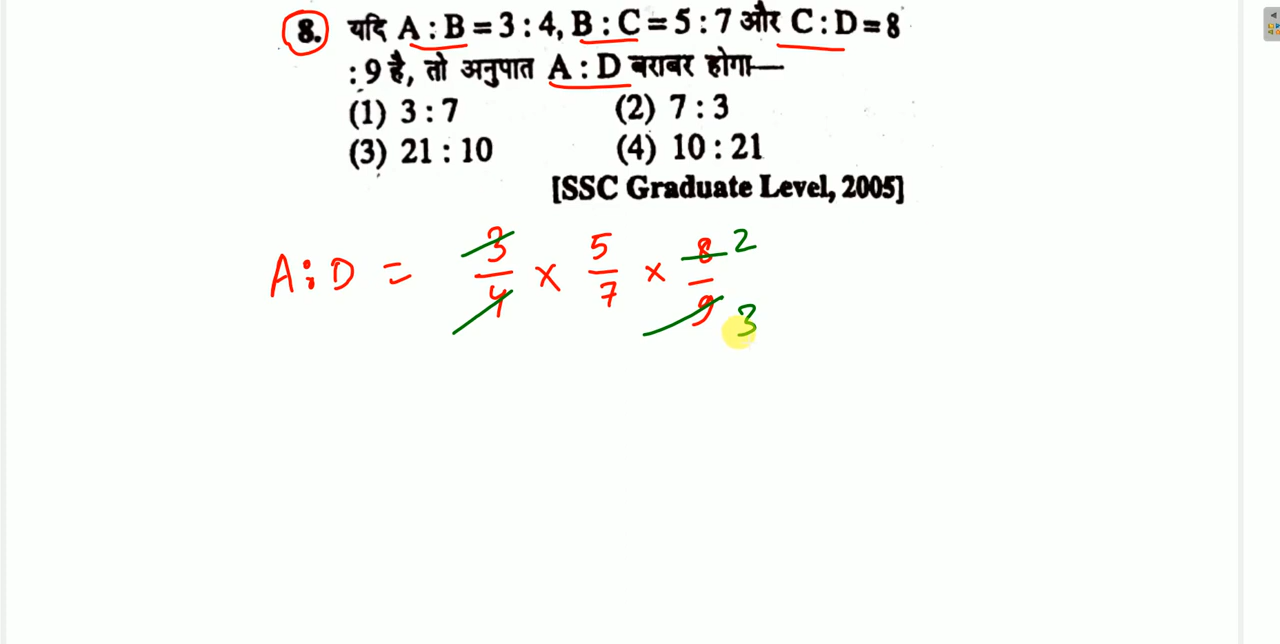 8. यदि A : B = 3 : 4, B : C = 5 : 7 और C : D = 8
: 9 है, तो अनुपात A : D बराबर होगा—
(1) 3 : 7 (2) 7 : 3
(3) 21 : 10 (4) 10 : 21
[SSC Graduate Level, 2005]
A : D = 3/4 × 5/7 × 8/9 2 3